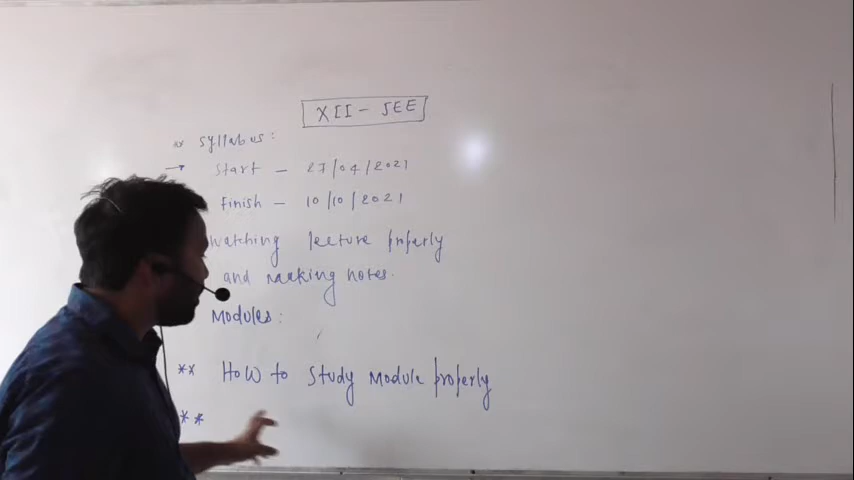 XII - JEE
** Syllabus:
→ Start - 27/04/2021
Finish - 10/10/2021
watching lecture properly
and making notes.
Modules:
** How to Study Module properly
**